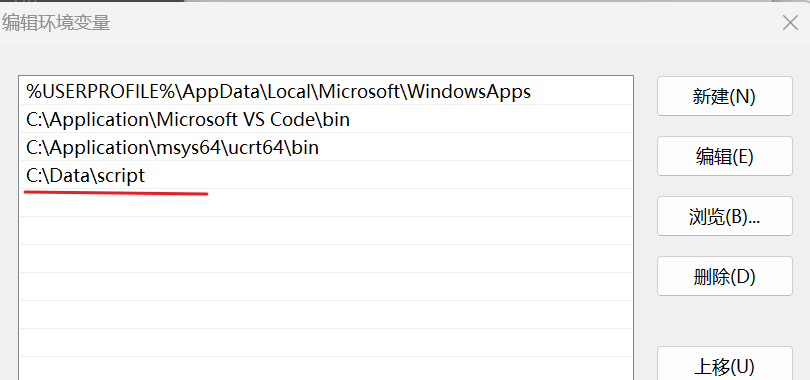 编辑环境变量
%USERPROFILE%\AppData\Local\Microsoft\WindowsApps
C:\Application\Microsoft VS Code\bin
C:\Application\msys64\ucrt64\bin
C:\Data\script
新建(N)
编辑(E)
浏览(B)...
删除(D)
上移(U)